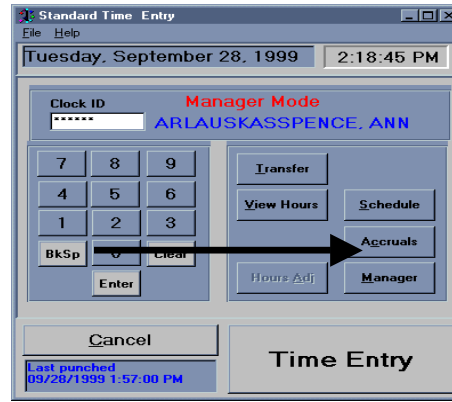 Standard Time Entry
File Help
Tuesday, September 28, 1999 2:18:45 PM
Clock ID
Manager Mode
******
ARLAUSKASSPENCE, ANN
7 8 9
4 5 6
1 2 3
BkSp 0 Clear
Enter
Transfer
View Hours Schedule
Accruals
Hours Adj Manager
Cancel
Last punched
09/28/1999 1:57:00 PM
Time Entry